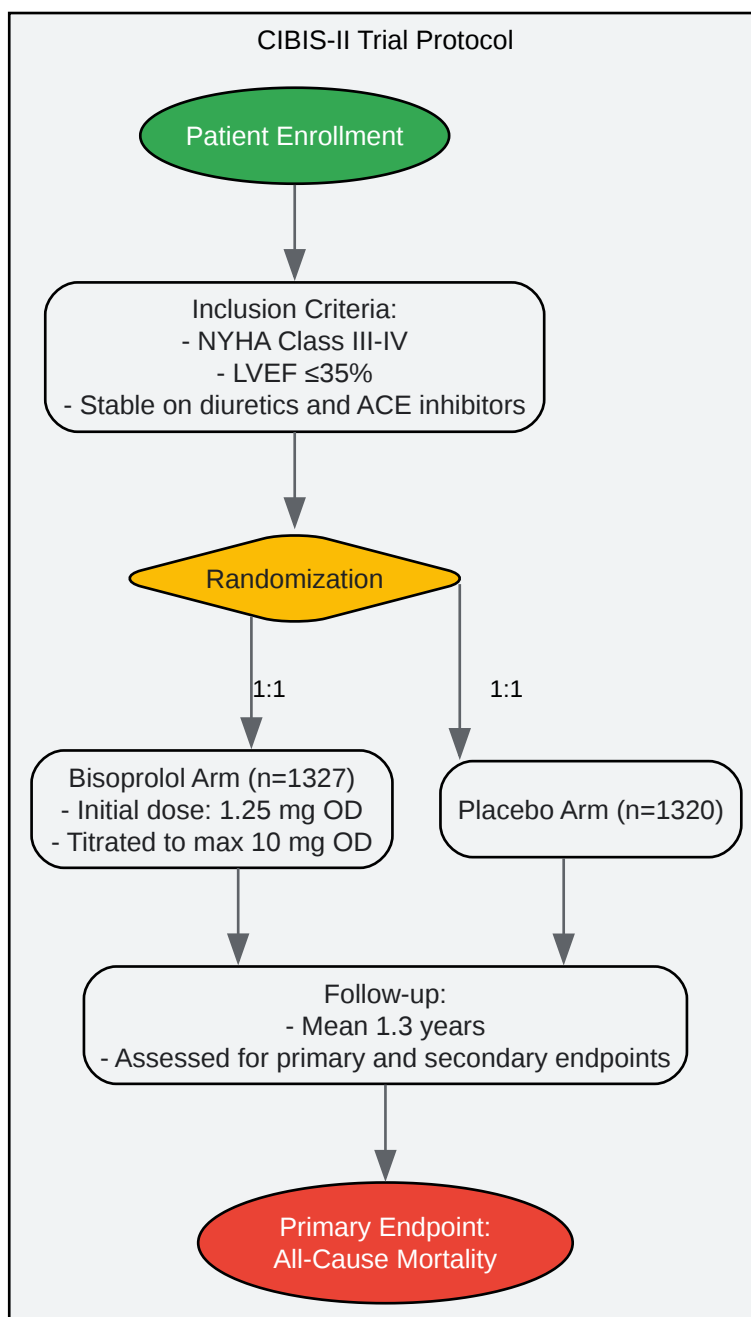 CIBIS-II Trial Protocol
Patient Enrollment
Inclusion Criteria:
- NYHA Class III-IV
- LVEF ≤35%
- Stable on diuretics and ACE inhibitors
Randomization
1:1
1:1
Bisoprolol Arm (n=1327)
- Initial dose: 1.25 mg OD
- Titrated to max 10 mg OD
Placebo Arm (n=1320)
Follow-up:
- Mean 1.3 years
- Assessed for primary and secondary endpoints
Primary Endpoint:
All-Cause Mortality